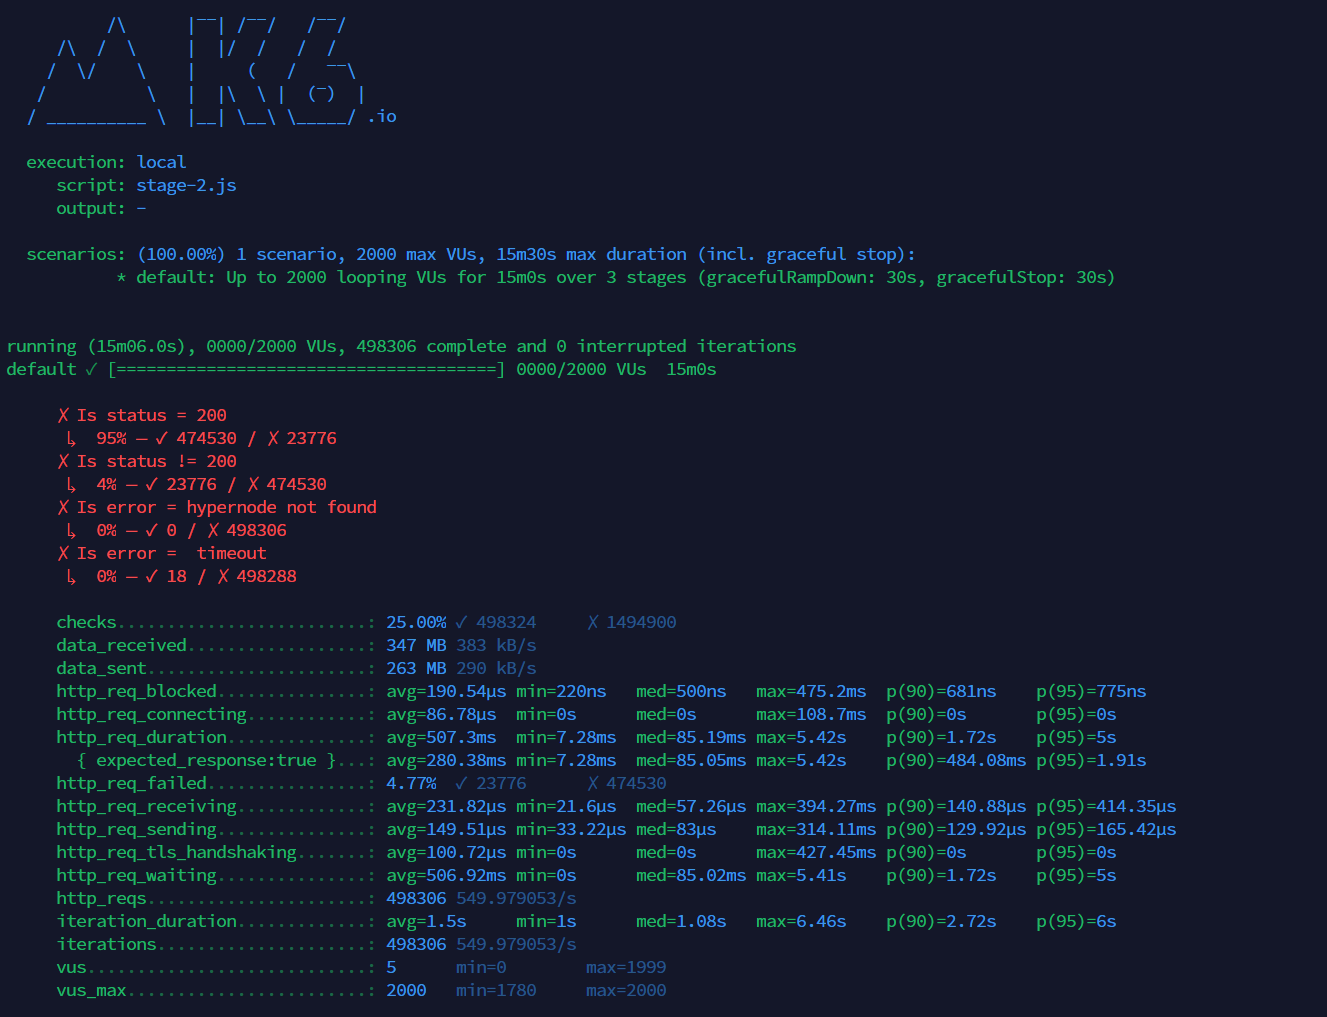 /\      |‾‾| /‾‾/   /‾‾/
/\  /  \     |  |/  /   /  /
/  \/    \    |     (   /   ‾‾\
/          \   |  |\  \ |  (‾)  |
/ __________ \  |__| \__\ \_____/ .io
execution: local
script: stage-2.js
output: -
scenarios: (100.00%) 1 scenario, 2000 max VUs, 15m30s max duration (incl. graceful stop):
* default: Up to 2000 looping VUs for 15m0s over 3 stages (gracefulRampDown: 30s, gracefulStop: 30s)
running (15m06.0s), 0000/2000 VUs, 498306 complete and 0 interrupted iterations
default ✓ [======================================] 0000/2000 VUs  15m0s
✗ Is status = 200
↳  95% — ✓ 474530 / ✗ 23776
✗ Is status != 200
↳  4% — ✓ 23776 / ✗ 474530
✗ Is error = hypernode not found
↳  0% — ✓ 0 / ✗ 498306
✗ Is error =  timeout
↳  0% — ✓ 18 / ✗ 498288
checks.........................: 25.00% ✓ 498324     ✗ 1494900
data_received..................: 347 MB 383 kB/s
data_sent......................: 263 MB 290 kB/s
http_req_blocked...............: avg=190.54µs min=220ns   med=500ns   max=475.2ms  p(90)=681ns    p(95)=775ns
http_req_connecting............: avg=86.78µs  min=0s      med=0s      max=108.7ms  p(90)=0s       p(95)=0s
http_req_duration..............: avg=507.3ms  min=7.28ms  med=85.19ms max=5.42s    p(90)=1.72s    p(95)=5s
{ expected_response:true }...: avg=280.38ms min=7.28ms  med=85.05ms max=5.42s    p(90)=484.08ms p(95)=1.91s
http_req_failed................: 4.77%  ✓ 23776      ✗ 474530
http_req_receiving.............: avg=231.82µs min=21.6µs  med=57.26µs max=394.27ms p(90)=140.88µs p(95)=414.35µs
http_req_sending...............: avg=149.51µs min=33.22µs med=83µs    max=314.11ms p(90)=129.92µs p(95)=165.42µs
http_req_tls_handshaking.......: avg=100.72µs min=0s      med=0s      max=427.45ms p(90)=0s       p(95)=0s
http_req_waiting...............: avg=506.92ms min=0s      med=85.02ms max=5.41s    p(90)=1.72s    p(95)=5s
http_reqs......................: 498306 549.979053/s
iteration_duration.............: avg=1.5s     min=1s      med=1.08s   max=6.46s    p(90)=2.72s    p(95)=6s
iterations.....................: 498306 549.979053/s
vus............................: 5      min=0        max=1999
vus_max........................: 2000   min=1780     max=2000